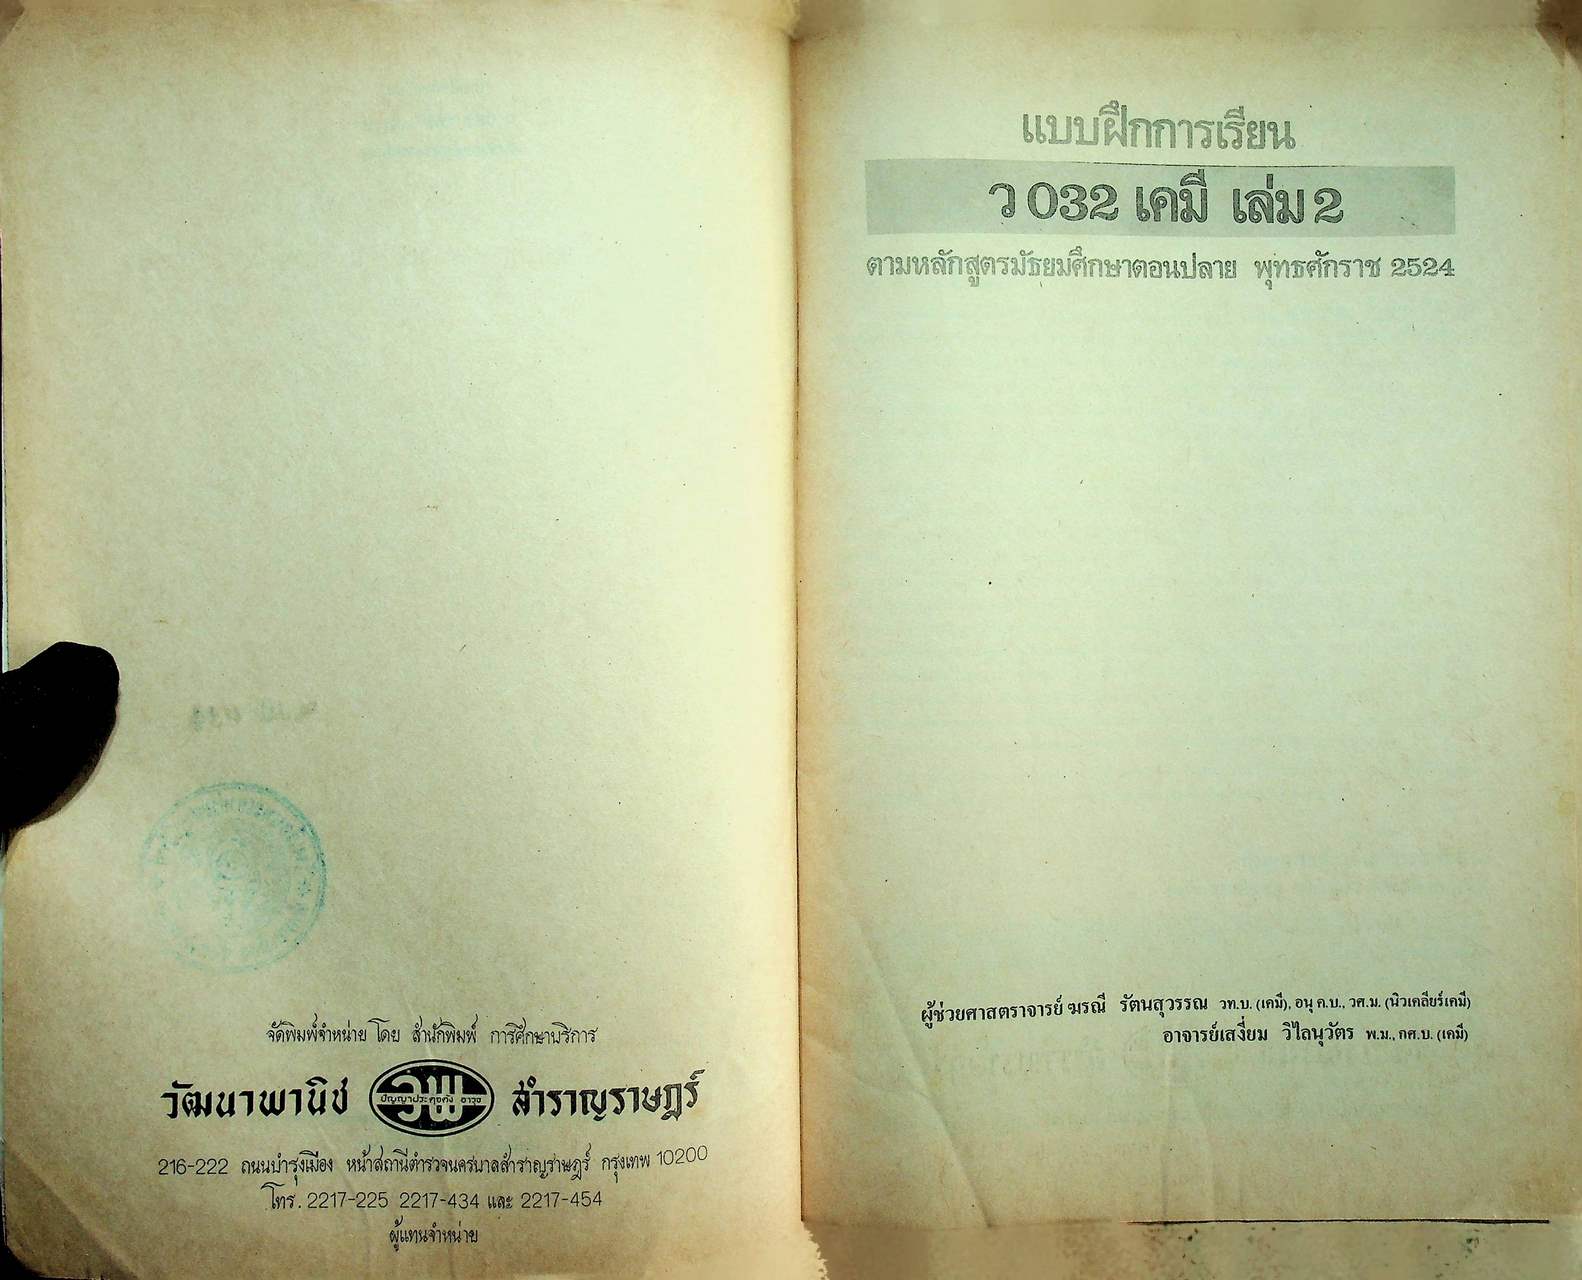 จัดพิมพ์จำหน่าย โดย สำนักพิมพ์ การศึกษาบริการ
วัฒนาพานิช วพ สำราญราษฎร์
216-222 ถนนบำรุงเมือง หน้าสถานีตำรวจนครบาลสำราญราษฎร์ กรุงเทพ 10200
โทร. 2217-225 2217-434 และ 2217-454
ผู้แทนจำหน่าย
แบบฝึกการเรียน
ว 032 เคมี เล่ม 2
ตามหลักสูตรมัธยมศึกษาตอนปลาย พุทธศักราช 2524
ผู้ช่วยศาสตราจารย์ ฆรณี รัตนสุวรรณ วท.บ. (เคมี), อนุ ค.บ., วศ.ม. (นิวเคลียร์เคมี)
อาจารย์เสงี่ยม วิไลนุวัตร พ.ม., กศ.บ. (เคมี)